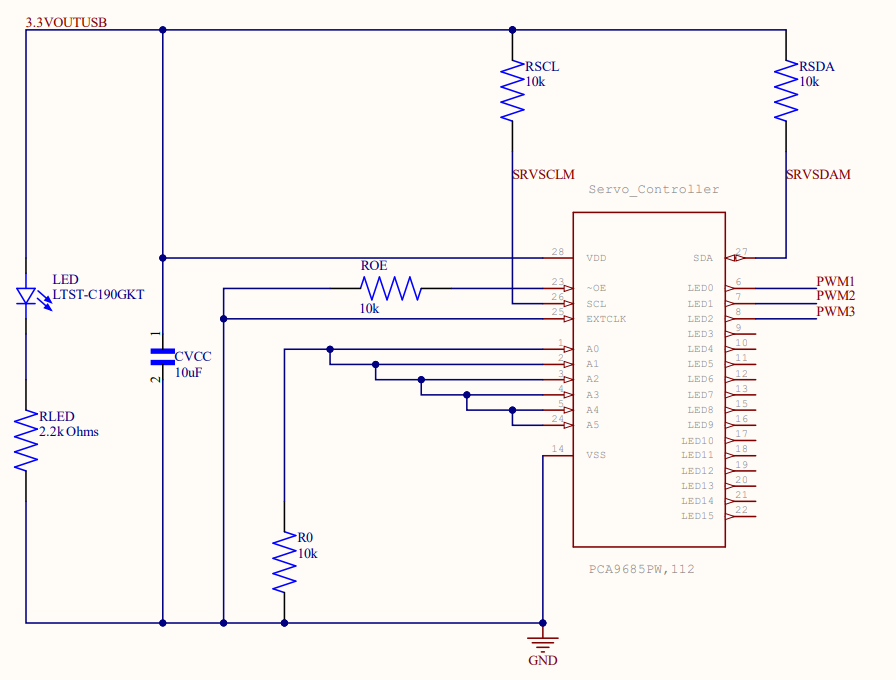 3.3VOUTUSB
RSCL
10k
RSDA
10k
SRVSCLM
SRVSDAM
Servo_Controller
28 VDD
SDA 27
ROE
10k
LED
LTST-C190GKT
23 ~OE
26 SCL
25 EXTCLK
LED0 6 PWM1
LED1 7 PWM2
LED2 8 PWM3
LED3 9
1 A0
LED4 10
2 A1
LED5 11
3 A2
LED6 12
4 A3
LED7 13
5 A4
LED8 15
24 A5
LED9 16
LED10 17
14 VSS
LED11 18
LED12 19
LED13 20
LED14 21
LED15 22
1
CVCC
10uF
2
RLED
2.2k Ohms
R0
10k
PCA9685PW,112
GND